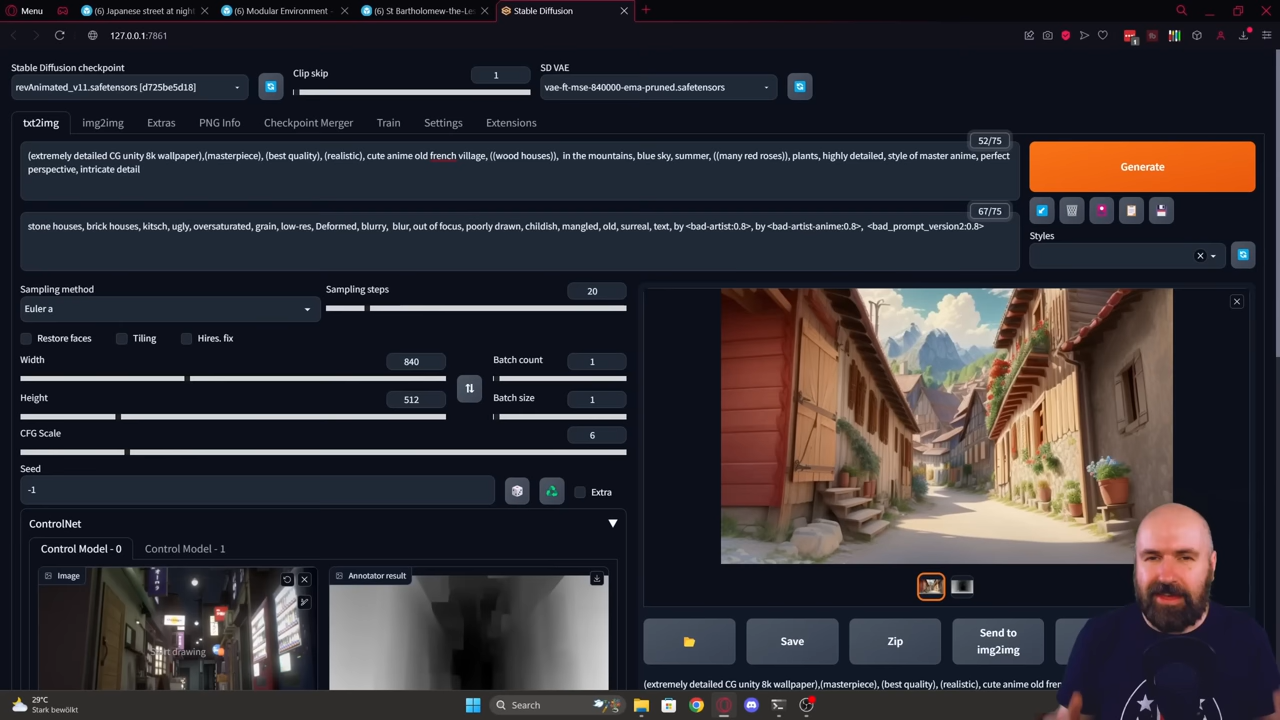 Menu
(6) Japanese street at nigh
(6) Modular Environment -
(6) St Bartholomew-the-Le
Stable Diffusion
127.0.0.1:7861
1
Stable Diffusion checkpoint
revAnimated_v11.safetensors [d725be5d18]
Clip skip
1
SD VAE
vae-ft-mse-840000-ema-pruned.safetensors
txt2img
img2img
Extras
PNG Info
Checkpoint Merger
Train
Settings
Extensions
52/75
(extremely detailed CG unity 8k wallpaper),(masterpiece), (best quality), (realistic), cute anime old french village, ((wood houses)), in the mountains, blue sky, summer, ((many red roses)), plants, highly detailed, style of master anime, perfect
perspective, intricate detail
Generate
67/75
stone houses, brick houses, kitsch, ugly, oversaturated, grain, low-res, Deformed, blurry, blur, out of focus, poorly drawn, childish, mangled, old, surreal, text, by <bad-artist:0.8>, by <bad-artist-anime:0.8>, <bad_prompt_version2:0.8>
Styles
Sampling method
Euler a
Sampling steps
20
Restore faces
Tiling
Hires. fix
Width
840
Batch count
1
Height
512
Batch size
1
CFG Scale
6
Seed
-1
Extra
ControlNet
Control Model - 0
Control Model - 1
Image
Annotator result
Save
Zip
Send to
img2img
(extremely detailed CG unity 8k wallpaper),(masterpiece), (best quality), (realistic), cute anime old fren
29°C
Stark bewölkt
Search